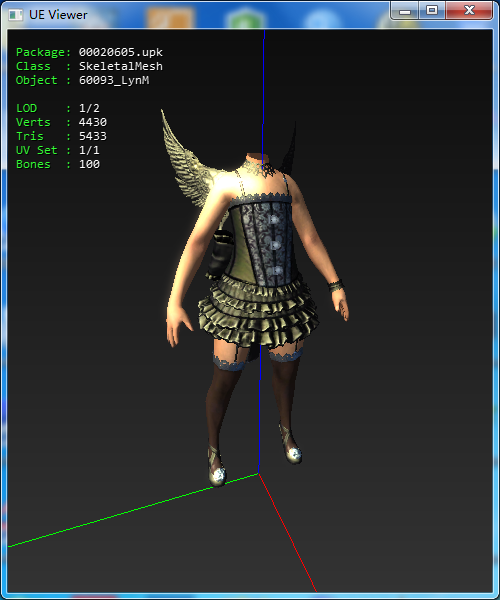 UE Viewer
Package: 00020605.upk
Class : SkeletalMesh
Object : 60093_LynM
LOD : 1/2
Verts : 4430
Tris : 5433
UV Set : 1/1
Bones : 100